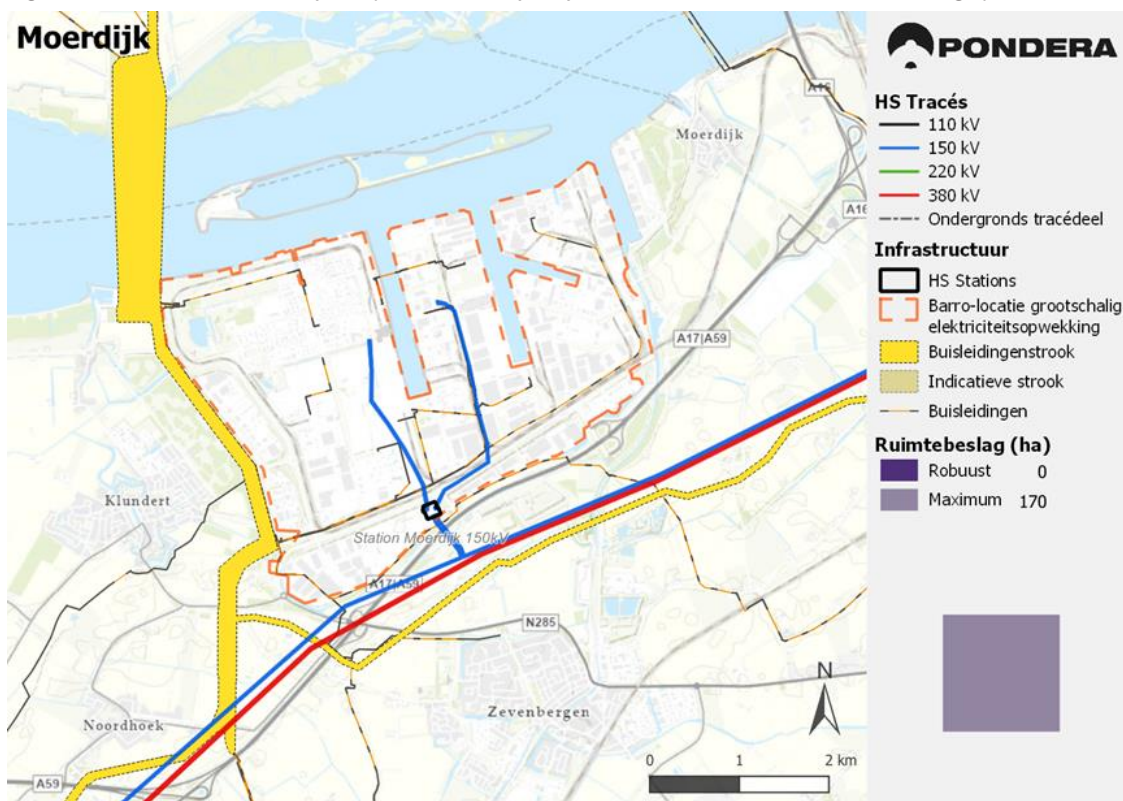 Moerdijk
A16
Moerdijk
A16
A17|A59
Klundert
Station Moerdijk 150kV
A17|A59
N285
Noordhoek
Zevenbergen
A59
N
0 1 2 km
PONDERA
HS Tracés
110 kV
150 kV
220 kV
380 kV
Ondergronds tracédeel
Infrastructuur
HS Stations
Barro-locatie grootschalig
elektriciteitsopwekking
Buisleidingenstrook
Indicatieve strook
Buisleidingen
Ruimtebeslag (ha)
Robuust 0
Maximum 170